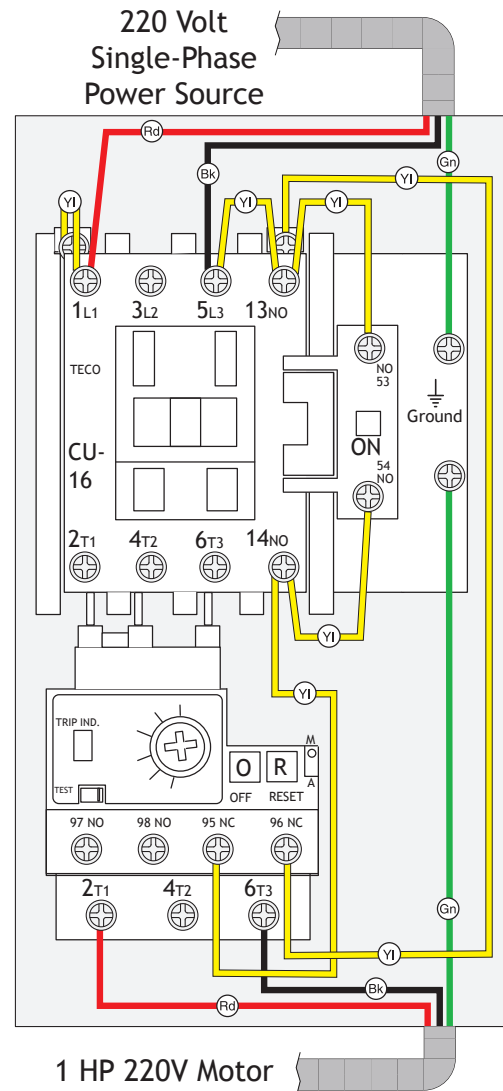 220 Volt
Single-Phase
Power Source
Rd
Bk
Gn
Yl
Yl
Yl
Yl
1L1
3L2
5L3
13NO
TECO
NO
53
Ground
CU-
16
ON
54
NO
2T1
4T2
6T3
14NO
Yl
Yl
TRIP IND.
M
O
R
A
TEST
OFF
RESET
97 NO
98 NO
95 NC
96 NC
2T1
4T2
6T3
Gn
Yl
Bk
Rd
1 HP 220V Motor